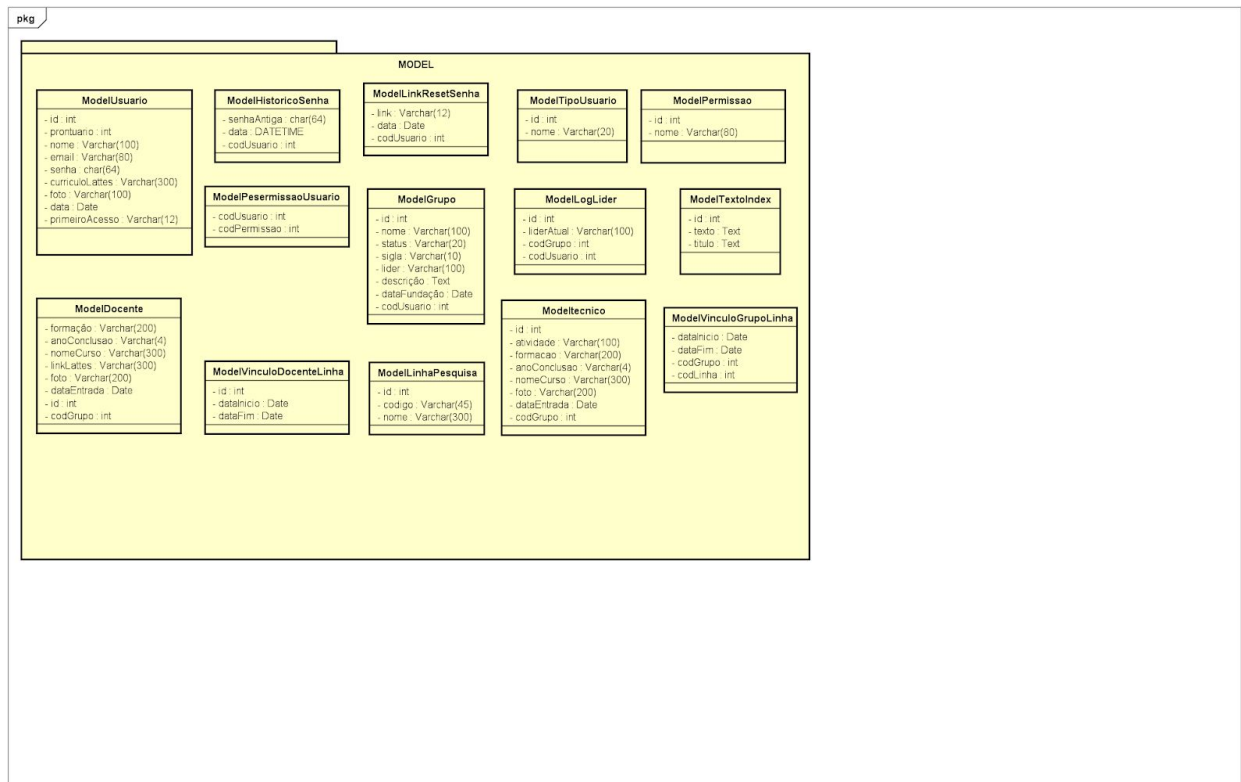 pkg
MODEL
ModelUsuario
- id : int
- prontuario : int
- nome : Varchar(100)
- email : Varchar(80)
- senha : char(64)
- curriculoLattes : Varchar(300)
- foto : Varchar(100)
- data : Date
- primeiroAcesso : Varchar(12)
ModelHistoricoSenha
- senhaAntiga : char(64)
- data : DATETIME
- codUsuario : int
ModelLinkResetSenha
- link : Varchar(12)
- data : Date
- codUsuario : int
ModelTipoUsuario
- id : int
- nome : Varchar(20)
ModelPermissao
- id : int
- nome : Varchar(80)
ModelPesermissaoUsuario
- codUsuario : int
- codPermissao : int
ModelGrupo
- id : int
- nome : Varchar(100)
- status : Varchar(20)
- sigla : Varchar(10)
- lider : Varchar(100)
- descrição : Text
- dataFundação : Date
- codUsuario : int
ModelLogLider
- id : int
- liderAtual : Varchar(100)
- codGrupo : int
- codUsuario : int
ModelTextoIndex
- id : int
- texto : Text
- titulo : Text
ModelDocente
- formação : Varchar(200)
- anoConclusao : Varchar(4)
- nomeCurso : Varchar(300)
- linkLattes : Varchar(300)
- foto : Varchar(200)
- dataEntrada : Date
- id : int
- codGrupo : int
ModelVinculoDocenteLinha
- id : int
- dataInicio : Date
- dataFim : Date
ModelLinhaPesquisa
- id : int
- codigo : Varchar(45)
- nome : Varchar(300)
Modeltecnico
- id : int
- atividade : Varchar(100)
- formacao : Varchar(200)
- anoConclusao : Varchar(4)
- nomeCurso : Varchar(300)
- foto : Varchar(200)
- dataEntrada : Date
- codGrupo : int
ModelVinculoGrupoLinha
- dataInicio : Date
- dataFim : Date
- codGrupo : int
- codLinha : int